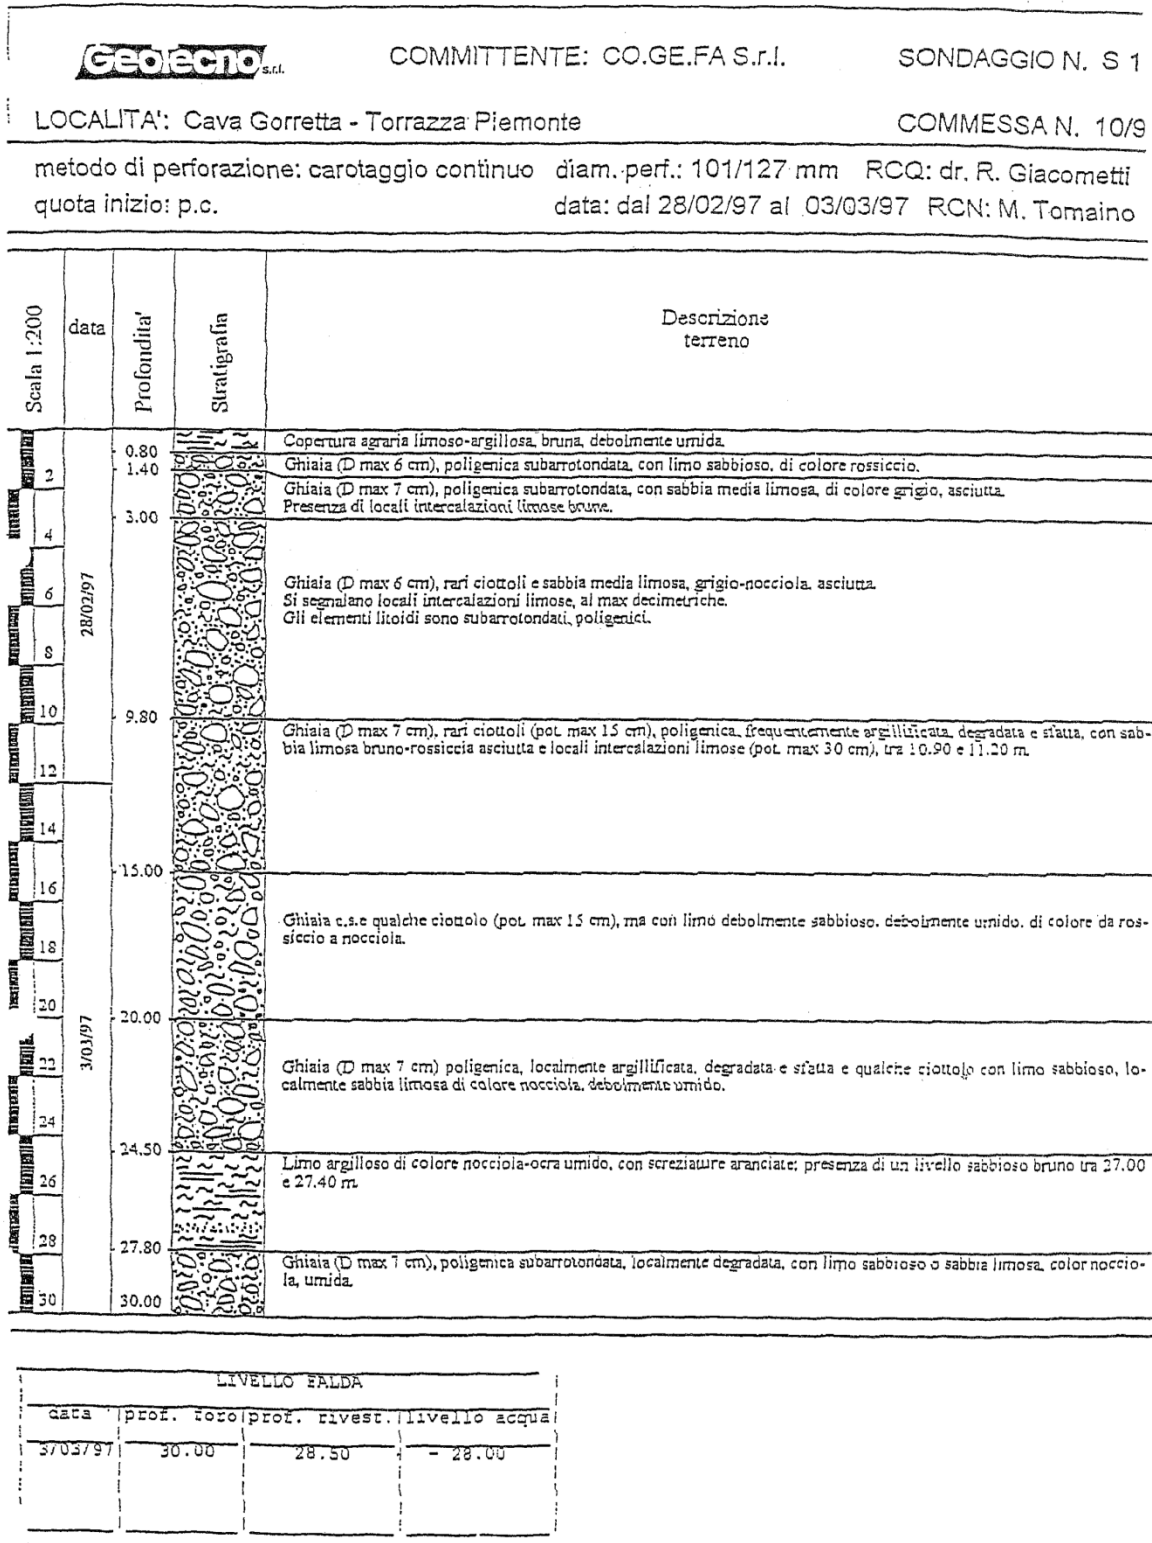 Geotecno s.r.l.
COMMITTENTE: CO.GE.FA S.r.l.
SONDAGGIO N. S 1
LOCALITA': Cava Gorretta - Torrazza Piemonte
COMMESSA N. 10/9
metodo di perforazione: carotaggio continuo diam. perf.: 101/127 mm RCQ: dr. R. Giacometti
quota inizio: p.c. data: dal 28/02/97 al 03/03/97 RCN: M. Tomaino
Scala 1:200
data
Profondita'
Stratigrafia
Descrizione
terreno
Copertura agraria limoso-argillosa, bruna, debolmente umida.
0.80
Ghiaia (D max 6 cm), poligenica subarrotondata, con limo sabbioso, di colore rossiccio.
1.40
2
Ghiaia (D max 7 cm), poligenica subarrotondata, con sabbia media limosa, di colore grigio, asciutta.
Presenza di locali intercalazioni limose brune.
3.00
4
28/02/97
Ghiaia (D max 6 cm), rari ciottoli e sabbia media limosa, grigio-nocciola, asciutta.
6
Si segnalano locali intercalazioni limose, al max decimetriche.
Gli elementi litoidi sono subarrotondati, poligenici.
8
10
9.80
Ghiaia (D max 7 cm), rari ciottoli (pot. max 15 cm), poligenica, frequentemente argillificata, degradata e sfatta, con sab-
bia limosa bruno-rossiccia asciutta e locali intercalazioni limose (pot. max 30 cm), tra 10.90 e 11.20 m.
12
14
15.00
16
Ghiaia c.s.e qualche ciottolo (pot. max 15 cm), ma con limo debolmente sabbioso, debolmente umido, di colore da ros-
siccio a nocciola.
18
20
20.00
3/03/97
22
Ghiaia (D max 7 cm) poligenica, localmente argillificata, degradata e sfatta e qualche ciottolo con limo sabbioso, lo-
calmente sabbia limosa di colore nocciola, debolmente umido.
24
24.50
Limo argilloso di colore nocciola-ocra umido, con screziature aranciate; presenza di un livello sabbioso bruno tra 27.00
e 27.40 m.
26
28
27.80
Ghiaia (D max 7 cm), poligenica subarrotondata, localmente degradata, con limo sabbioso o sabbia limosa, color noccio-
la, umida.
30
30.00
LIVELLO FALDA
data prof. foro prof. rivest. livello acqua
3/03/97 30.00 28.50 - 28.00